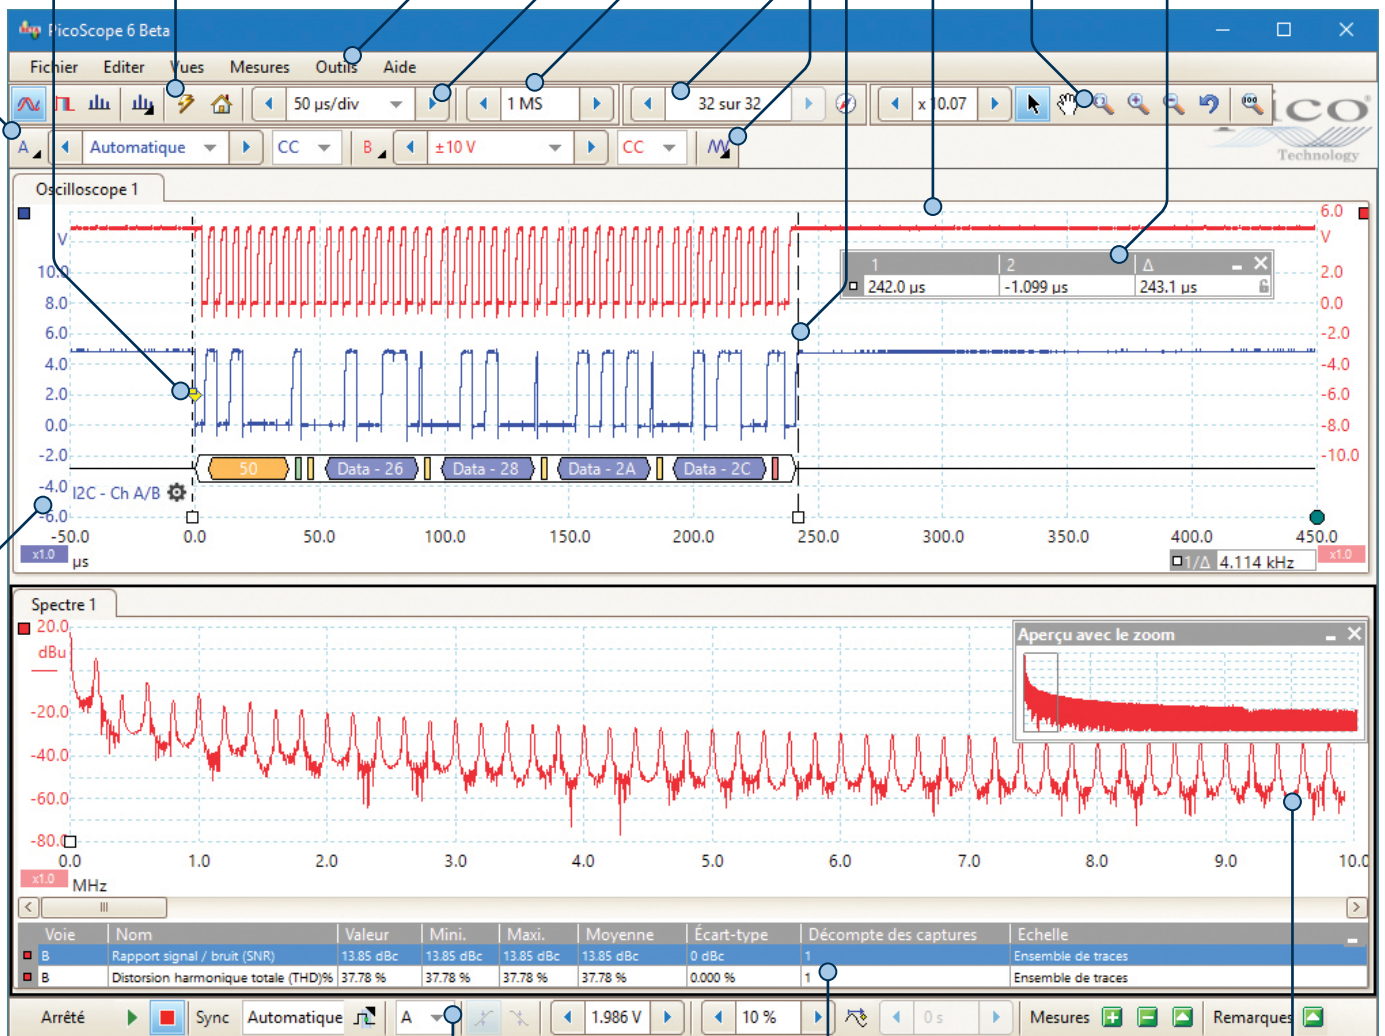 PicoScope 6 Beta
Fichier Editer Vues Mesures Outils Aide
50 µs/div 1 MS 32 sur 32 x 10.07
pico
Technology
A Automatique CC B ±10 V CC
Oscilloscope 1
V
10.0
8.0
6.0
4.0
2.0
0.0
-2.0
-4.0
-6.0
6.0
V
2.0
0.0
-2.0
-4.0
-6.0
-8.0
-10.0
1 2 Δ
242.0 µs -1.099 µs 243.1 µs
50 Data - 26 Data - 28 Data - 2A Data - 2C
I2C - Ch A/B
-50.0 0.0 50.0 100.0 150.0 200.0 250.0 300.0 350.0 400.0 450.0
x1.0 µs 1/Δ 4.114 kHz x1.0
Spectre 1
20.0
dBu
-20.0
-40.0
-60.0
-80.0
Aperçu avec le zoom
0.0 1.0 2.0 3.0 4.0 5.0 6.0 7.0 8.0 9.0 10.0
x1.0 MHz
Voie Nom Valeur Mini. Maxi. Moyenne Écart-type Décompte des captures Echelle
B Rapport signal / bruit (SNR) 13.85 dBc 13.85 dBc 13.85 dBc 13.85 dBc 0 dBc 1 Ensemble de traces
B Distorsion harmonique totale (THD)% 37.78 % 37.78 % 37.78 % 37.78 % 0.000 % 1 Ensemble de traces
Arrêté Sync Automatique A 1.986 V 10 % 0 s Mesures Remarques